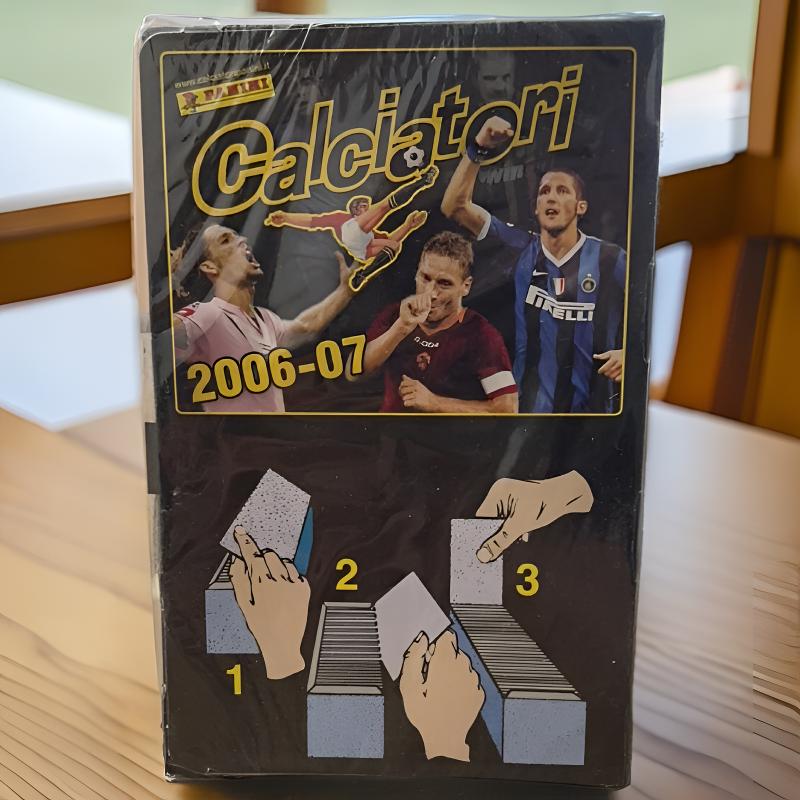 PANINI
Calciatori
2006-07
PIRELLI
1
2
3